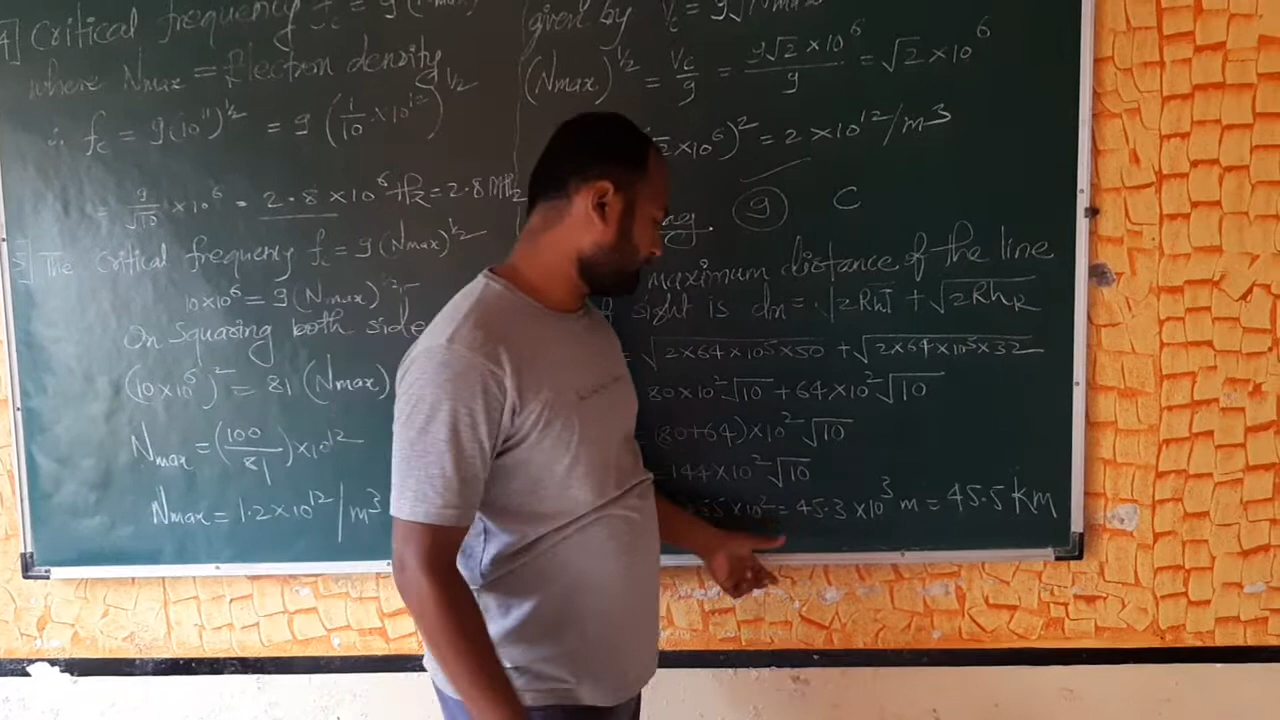 4] Critical frequency fc = 9(Nmax)
where Nmax = Electron density
∴ fc = 9(10¹¹)^½ = 9(1/10 × 10¹²)^1/2
= 9/√10 × 10⁶ = 2.8 × 10⁶ Hz = 2.8 MHz
5] The Critical frequency fc = 9(Nmax)^½
10×10⁶ = 9(Nmax)^1/2
On Squaring both side
(10×10⁶)² = 81 (Nmax)
Nmax = (100/81) × 10¹²
Nmax = 1.2 × 10¹² / m³
given by Vc = 9√Nmax
(Nmax)^½ = Vc/9 = 9√2 × 10⁶/9 = √2 × 10⁶
×10⁶)² = 2 × 10¹² / m³
9 C
maximum distance of the line
sight is dm = √2RhT + √2RhR
= √2×64×10⁵×50 + √2×64×10⁵×32
80×10²√10 + 64×10²√10
= (80+64)×10²√10
= 144×10²√10
55×10² = 45.3×10³ m = 45.5 km